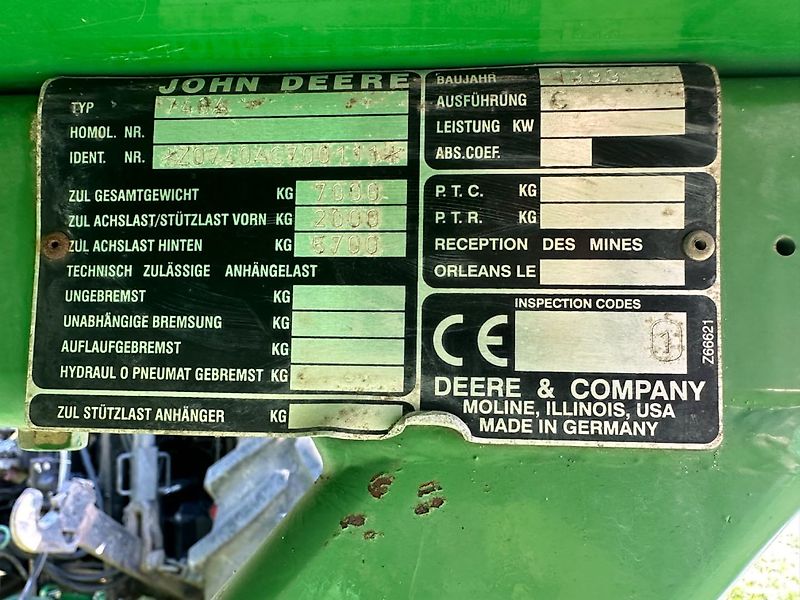 JOHN DEERE
TYP
HOMOL. NR.
IDENT. NR.
ZUL GESAMTGEWICHT KG 7000
ZUL ACHSLAST/STÜTZLAST VORN KG
ZUL ACHSLAST HINTEN KG
TECHNISCH ZULÄSSIGE ANHÄNGELAST
UNGEBREMST KG
UNABHÄNGIGE BREMSUNG KG
AUFLAUFGEBREMST KG
HYDRAUL O PNEUMAT GEBREMST KG
ZUL STÜTZLAST ANHÄNGER KG
BAUJAHR
AUSFÜHRUNG C
LEISTUNG KW
ABS.COEF.
P.T.C. KG
P.T.R. KG
RECEPTION DES MINES
ORLEANS LE
INSPECTION CODES
CE
1
Z66621
DEERE & COMPANY
MOLINE, ILLINOIS, USA
MADE IN GERMANY